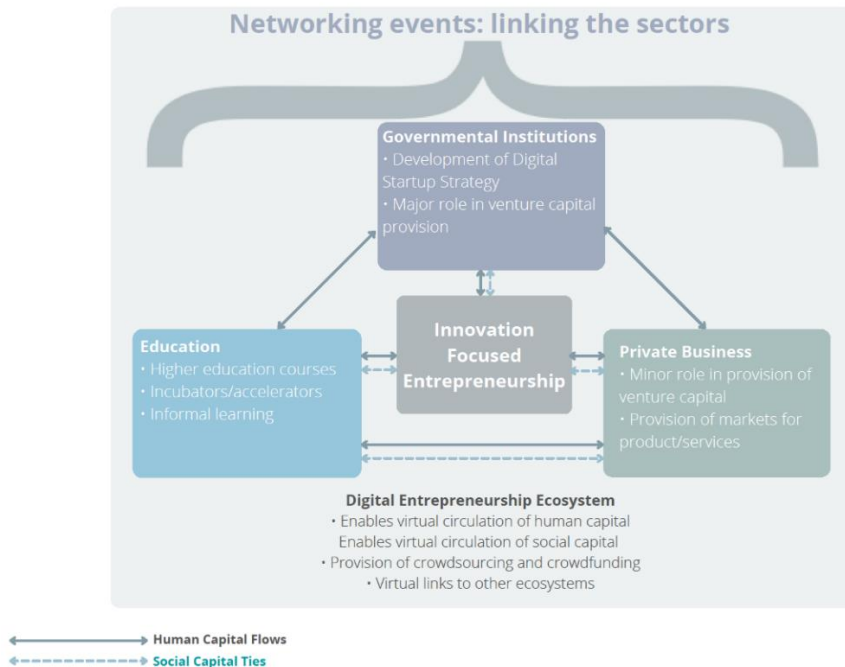 Networking events: linking the sectors
Governmental Institutions
· Development of Digital
Startup Strategy
· Major role in venture capital
provision
Innovation
Focused
Entrepreneurship
Education
· Higher education courses
· Incubators/accelerators
· Informal learning
Private Business
· Minor role in provision of
venture capital
· Provision of markets for
product/services
Digital Entrepreneurship Ecosystem
· Enables virtual circulation of human capital
Enables virtual circulation of social capital
· Provision of crowdsourcing and crowdfunding
· Virtual links to other ecosystems
Human Capital Flows
Social Capital Ties